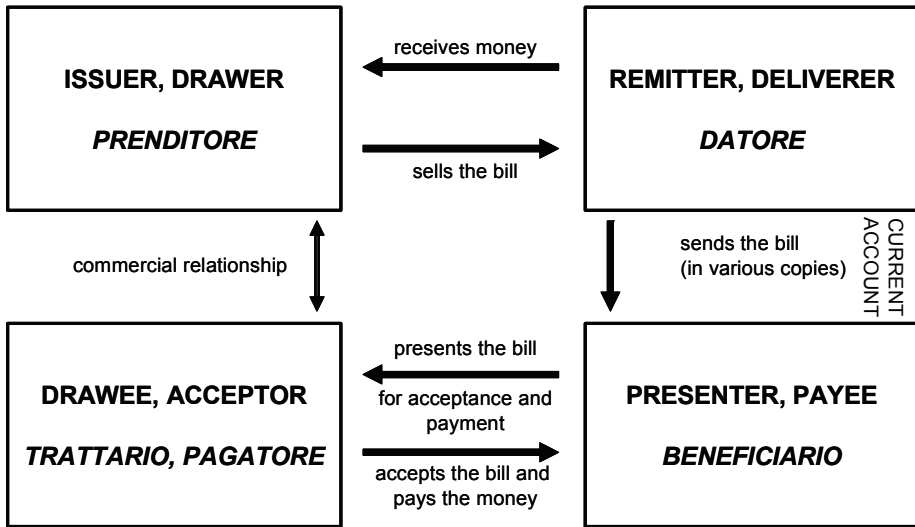 receives money
ISSUER, DRAWER
PRENDITORE
REMITTER, DELIVERER
DATORE
sells the bill
commercial relationship
sends the bill
(in various copies)
CURRENT
ACCOUNT
presents the bill
for acceptance and
payment
DRAWEE, ACCEPTOR
TRATTARIO, PAGATORE
PRESENTER, PAYEE
BENEFICIARIO
accepts the bill and
pays the money